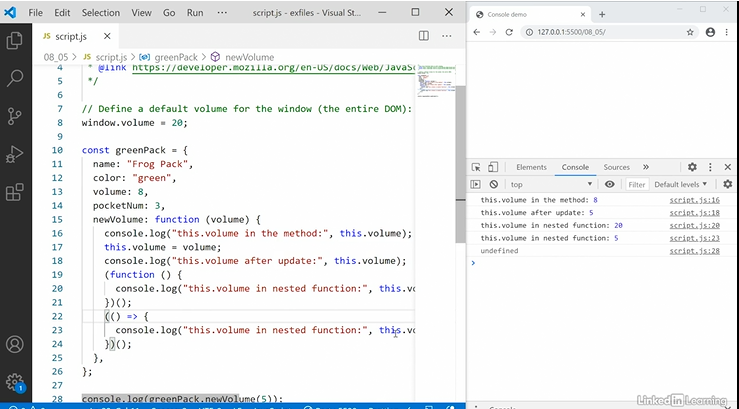 File Edit Selection View Go Run ··· script.js - exfiles - Visual St...
JS script.js ×
08_05 > JS script.js > greenPack > newVolume
4 * @link https://developer.mozilla.org/en-US/docs/Web/JavaSc
5 */
6
7 // Define a default volume for the window (the entire DOM):
8 window.volume = 20;
9
10 const greenPack = {
11 name: "Frog Pack",
12 color: "green",
13 volume: 8,
14 pocketNum: 3,
15 newVolume: function (volume) {
16 console.log("this.volume in the method:", this.volume);
17 this.volume = volume;
18 console.log("this.volume after update:", this.volume);
19 (function () {
20 console.log("this.volume in nested function:", this.vo
21 })();
22 (() => {
23 console.log("this.volume in nested function:", this.vo
24 })();
25 },
26 };
27
28 console.log(greenPack.newVolume(5));
1
Console demo
127.0.0.1:5500/08_05/
Elements Console Sources »
top Filter Default levels
this.volume in the method: 8 script.js:16
this.volume after update: 5 script.js:18
this.volume in nested function: 20 script.js:20
this.volume in nested function: 5 script.js:23
undefined script.js:28
>
Console
LinkedIn Learning